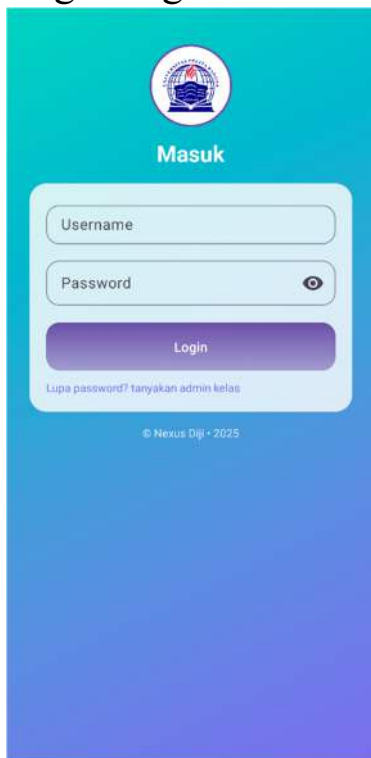 Masuk
Username
Password
Login
Lupa password? tanyakan admin kelas
© Nexus Diji • 2025